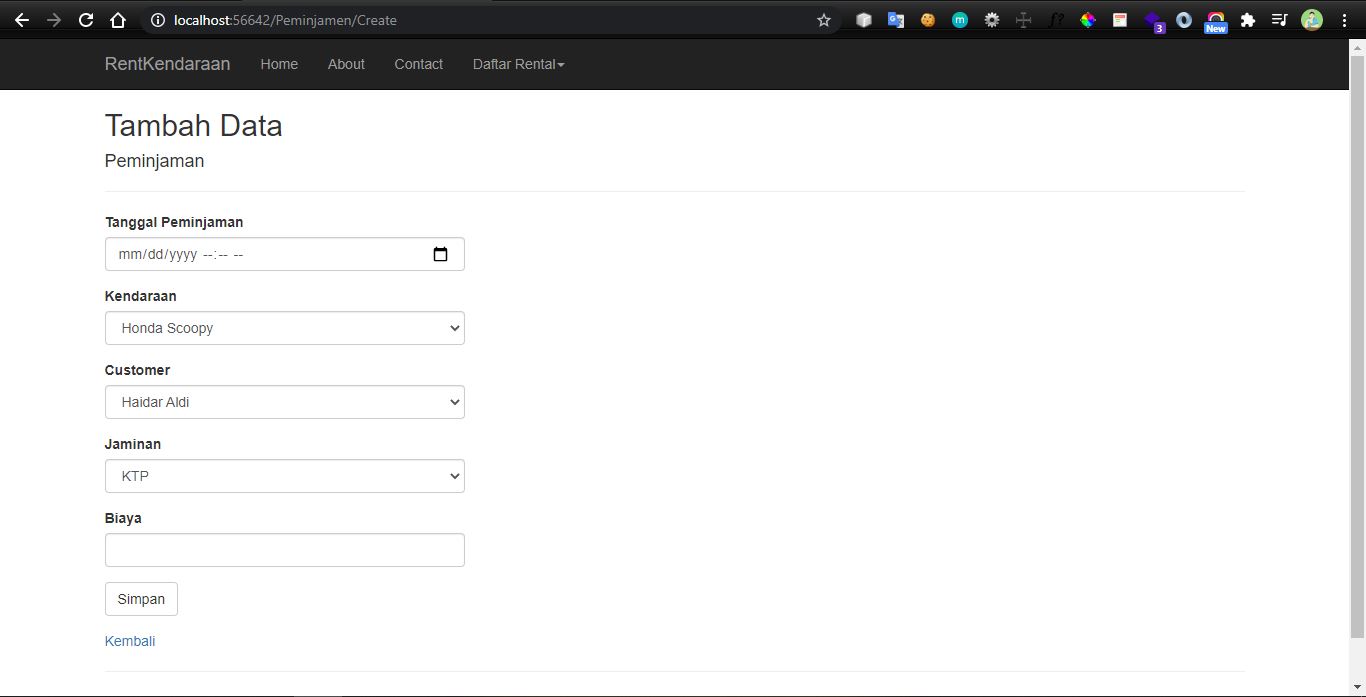 localhost:56642/Peminjamen/Create
f?
3
New
RentKendaraan Home About Contact Daftar Rental
Tambah Data
Peminjaman
Tanggal Peminjaman
mm/dd/yyyy --:-- --
Kendaraan
Honda Scoopy
Customer
Haidar Aldi
Jaminan
KTP
Biaya
Simpan
Kembali